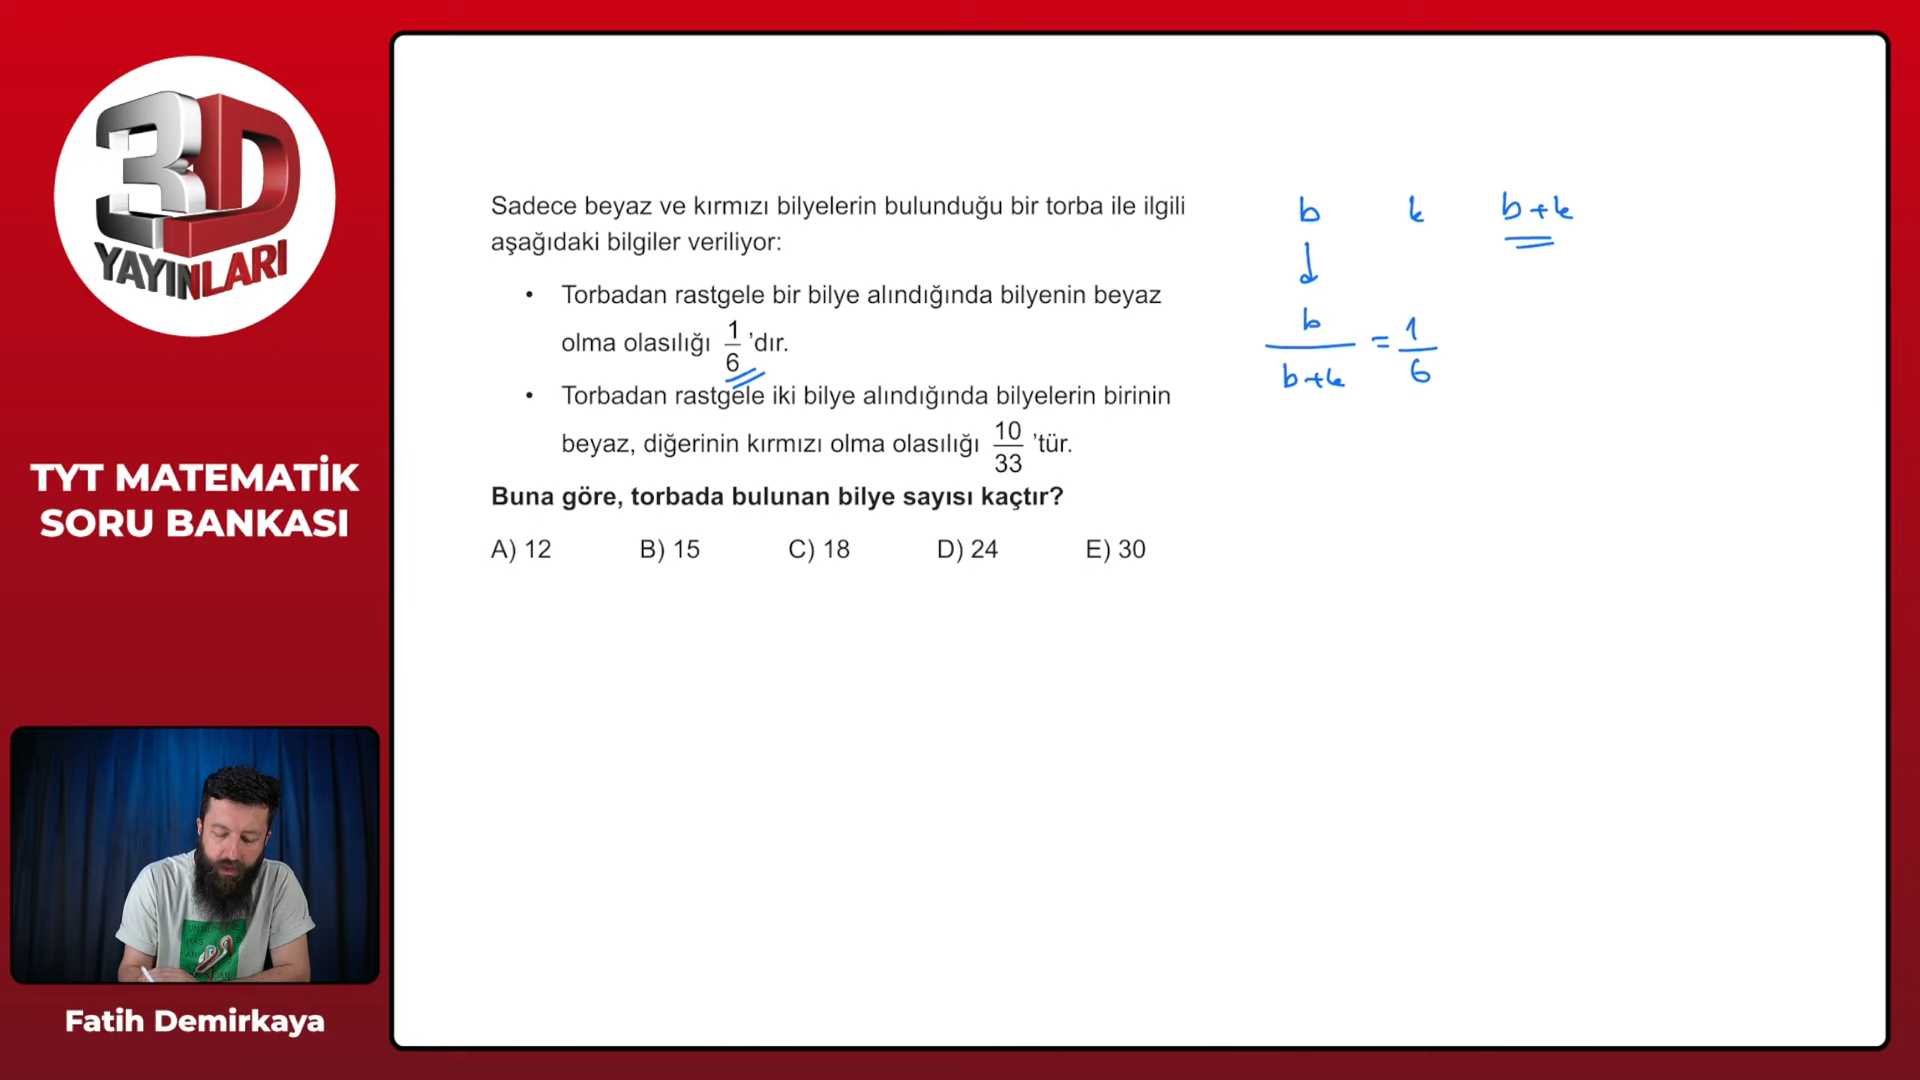 3D
YAYINLARI
TYT MATEMATİK
SORU BANKASI
Fatih Demirkaya
Sadece beyaz ve kırmızı bilyelerin bulunduğu bir torba ile ilgili
aşağıdaki bilgiler veriliyor:
• Torbadan rastgele bir bilye alındığında bilyenin beyaz
olma olasılığı 1/6 ’dır.
• Torbadan rastgele iki bilye alındığında bilyelerin birinin
beyaz, diğerinin kırmızı olma olasılığı 10/33 ’tür.
Buna göre, torbada bulunan bilye sayısı kaçtır?
A) 12 B) 15 C) 18 D) 24 E) 30
b k b+k
b/b+k = 1/6